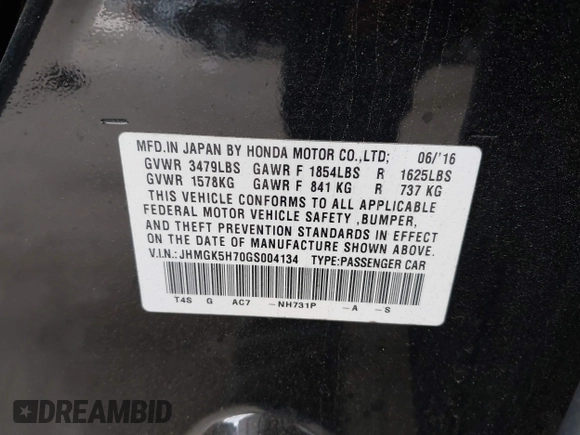 MFD.IN JAPAN BY HONDA MOTOR CO.,LTD; 06/'16
GVWR 3479LBS GAWR F 1854LBS R 1625LBS
GVWR 1578KG GAWR F 841 KG R 737 KG
THIS VEHICLE CONFORMS TO ALL APPLICABLE
FEDERAL MOTOR VEHICLE SAFETY ,BUMPER,
AND THEFT PREVENTION STANDARDS IN EFFECT
ON THE DATE OF MANUFACTURE SHOWN ABOVE.
V.I.N.:JHMGK5H70GS004134 TYPE:PASSENGER CAR
T4S G AC7 -NH731P -A -S
DREAMBID